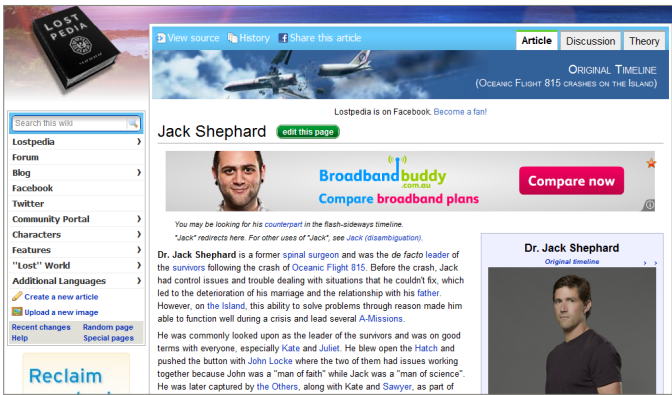 LOST
PEDIA
View source History Share this article
Article Discussion Theory
ORIGINAL TIMELINE
(OCEANIC FLIGHT 815 CRASHES ON THE ISLAND)
Lostpedia is on Facebook. Become a fan!
Search this wiki
Lostpedia
Forum
Blog
Facebook
Twitter
Community Portal
Characters
Features
"Lost" World
Additional Languages
Create a new article
Upload a new image
Recent changes Random page
Help Special pages
Reclaim
Jack Shephard edit this page
Broadbandbuddy
.com.au
Compare broadband plans
Compare now
You may be looking for his counterpart in the flash-sideways timeline.
"Jack" redirects here. For other uses of "Jack", see Jack (disambiguation).
Dr. Jack Shephard is a former spinal surgeon and was the de facto leader of
the survivors following the crash of Oceanic Flight 815. Before the crash, Jack
had control issues and trouble dealing with situations that he couldn't fix, which
led to the deterioration of his marriage and the relationship with his father.
However, on the Island, this ability to solve problems through reason made him
able to function well during a crisis and lead several A-Missions.
He was commonly looked upon as the leader of the survivors and was on good
terms with everyone, especially Kate and Juliet. He blew open the Hatch and
pushed the button with John Locke where the two of them had issues working
together because John was a "man of faith" while Jack was a "man of science".
He was later captured by the Others, along with Kate and Sawyer, as part of
Dr. Jack Shephard
Original timeline